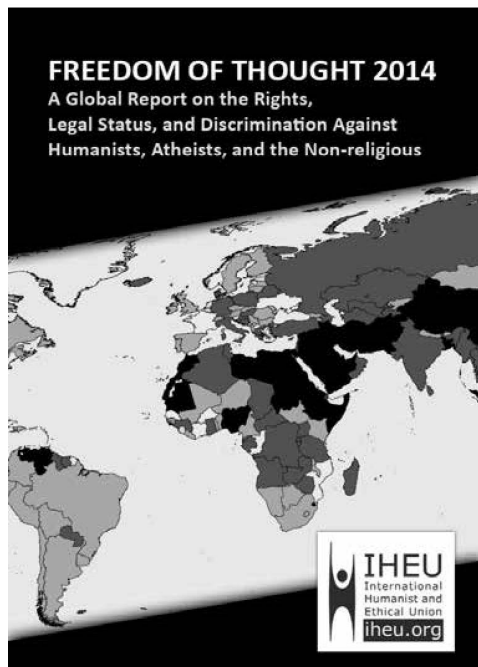 FREEDOM OF THOUGHT 2014
A Global Report on the Rights,
Legal Status, and Discrimination Against
Humanists, Atheists, and the Non-religious
IHEU
International
Humanist and
Ethical Union
iheu.org